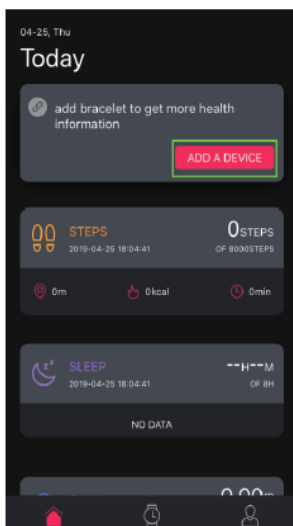 04-25, Thu
Today
add bracelet to get more health
information
ADD A DEVICE
STEPS
2019-04-25 18:04:41
0STEPS
OF 8000STEPS
0m
0kcal
0min
SLEEP
2019-04-25 18:04:41
--H--M
OF 8H
NO DATA